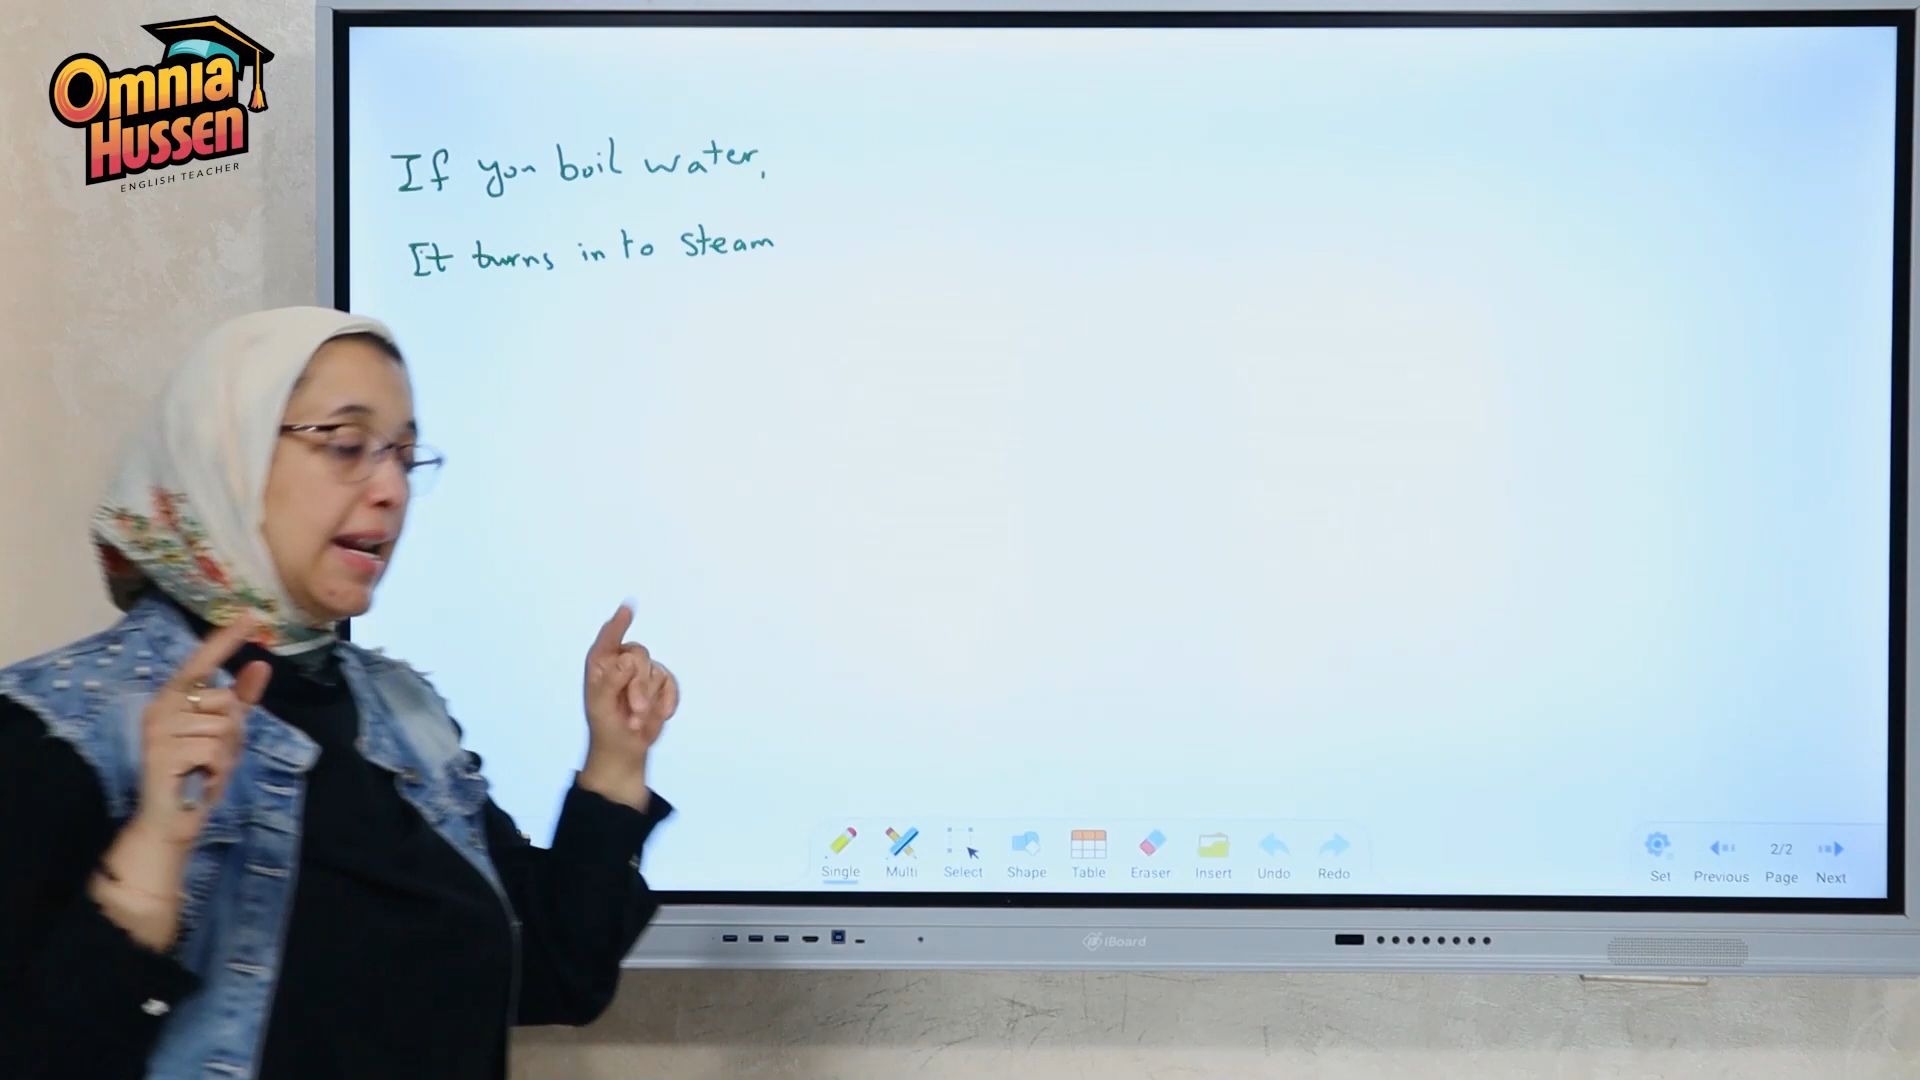 Omnia
Hussen
ENGLISH TEACHER
If you boil water,
It turns in to steam
Single Multi Select Shape Table Eraser Insert Undo Redo
Set Previous 2/2 Page Next
iBoard